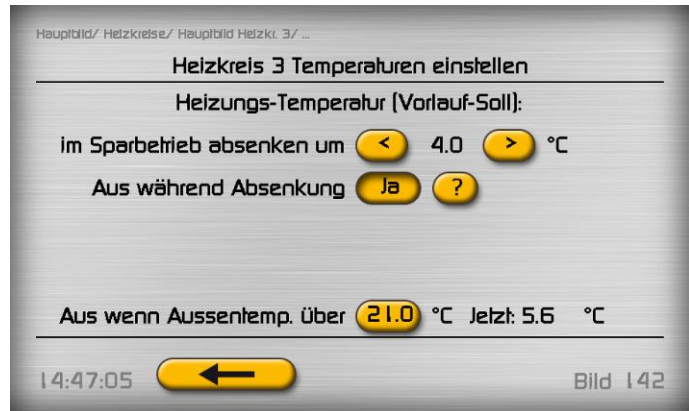 Hauptbild/ Heizkreise/ Hauptbild Heizkr. 3/ ...
Heizkreis 3 Temperaturen einstellen
Heizungs-Temperatur (Vorlauf-Soll):
im Sparbetrieb absenken um < 4.0 > °C
Aus während Absenkung Ja ?
Aus wenn Aussentemp. über 21.0 °C Jetzt: 5.6 °C
14:47:05 Bild 142